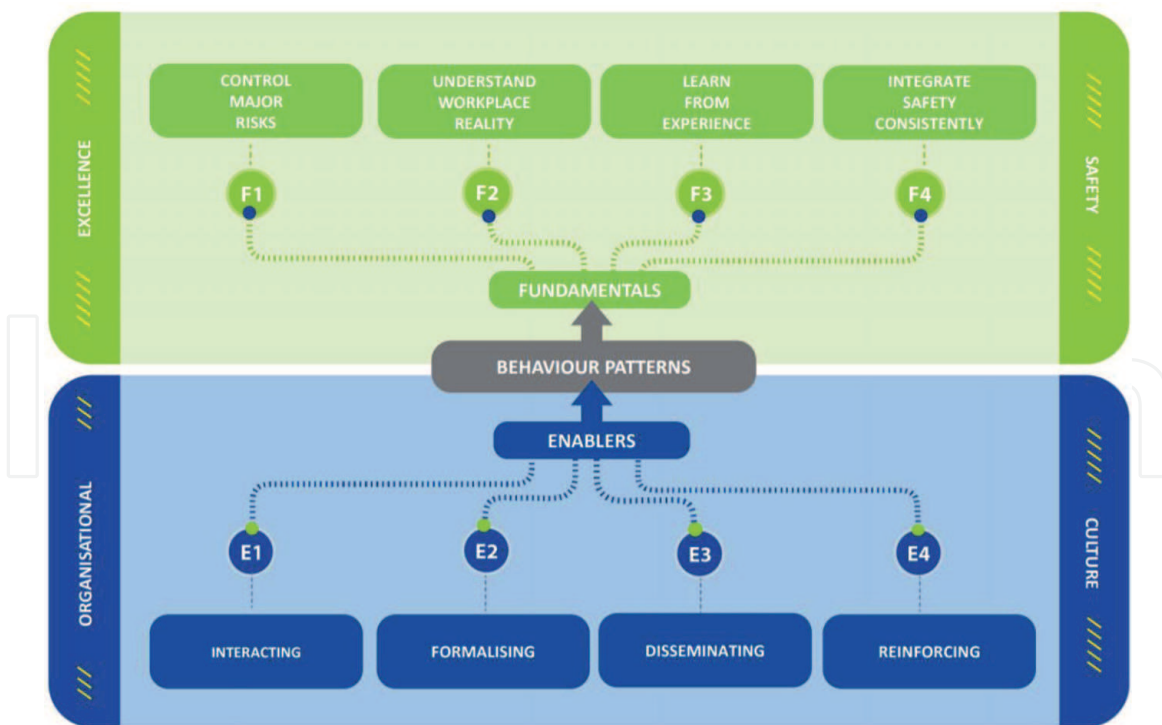 CONTROL
MAJOR
RISKS
UNDERSTAND
WORKPLACE
REALITY
LEARN
FROM
EXPERIENCE
INTEGRATE
SAFETY
CONSISTENTLY
EXCELLENCE
SAFETY
F1
F2
F3
F4
FUNDAMENTALS
BEHAVIOUR PATTERNS
ENABLERS
ORGANISATIONAL
CULTURE
E1
E2
E3
E4
INTERACTING
FORMALISING
DISSEMINATING
REINFORCING